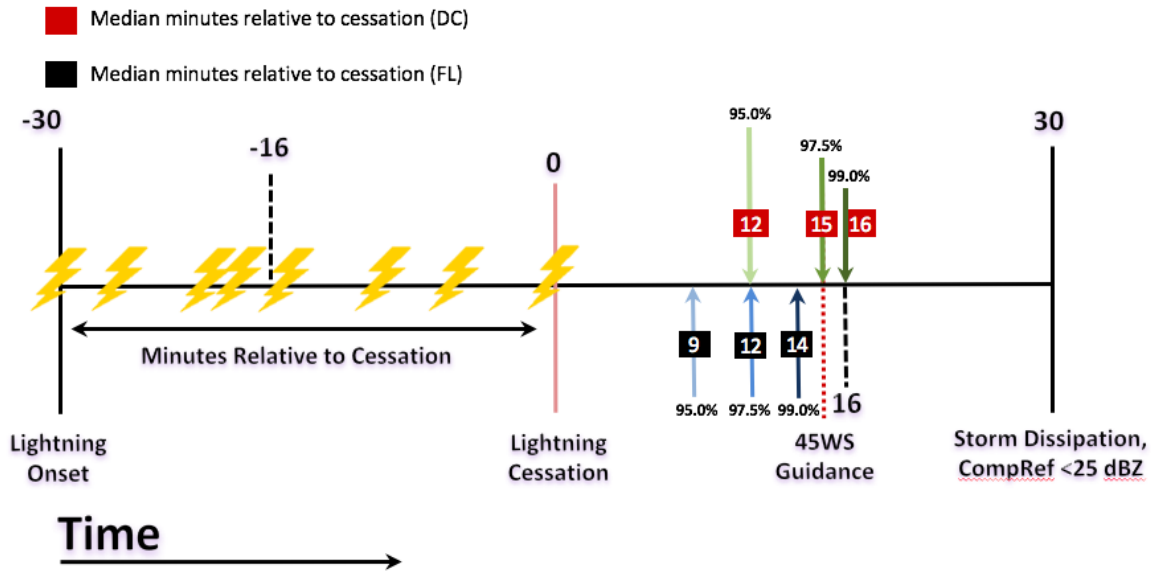 Median minutes relative to cessation (DC)
Median minutes relative to cessation (FL)
-30
-16
0
95.0%
97.5%
99.0%
30
12
15
16
9
12
14
Minutes Relative to Cessation
95.0%
97.5%
99.0%
16
Lightning
Onset
Lightning
Cessation
45WS
Guidance
Storm Dissipation,
CompRef <25 dBZ
Time